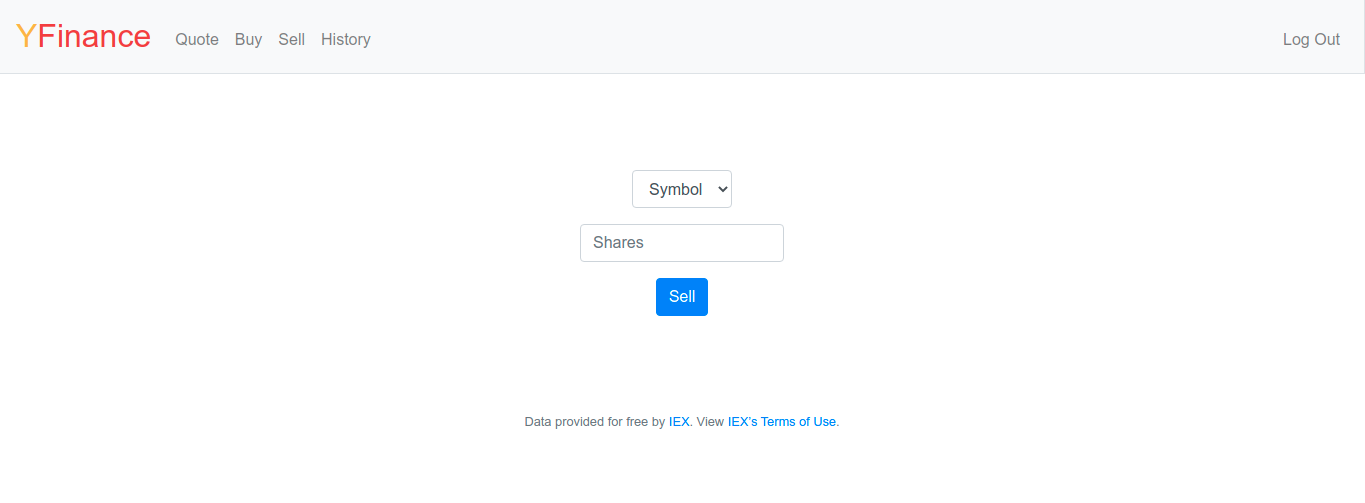 YFinance Quote Buy Sell History Log Out
Symbol
Shares
Sell
Data provided for free by IEX. View IEX's Terms of Use.